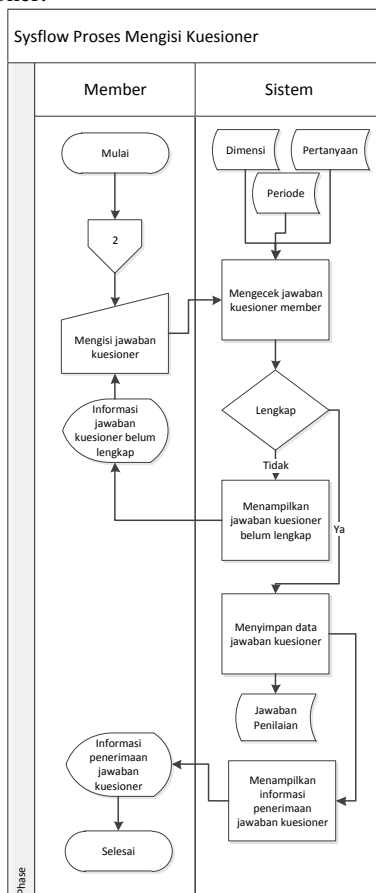 Sysflow Proses Mengisi Kuesioner
Member
Sistem
Mulai
Dimensi
Pertanyaan
Periode
2
Mengisi jawaban
kuesioner
Mengecek jawaban
kuesioner member
Informasi
jawaban
kuesioner belum
lengkap
Lengkap
Tidak
Menampilkan
jawaban kuesioner
belum lengkap
Ya
Menyimpan data
jawaban kuesioner
Jawaban
Penilaian
Informasi
penerimaan
jawaban
kuesioner
Menampilkan
informasi
penerimaan
jawaban kuesioner
Selesai
Phase